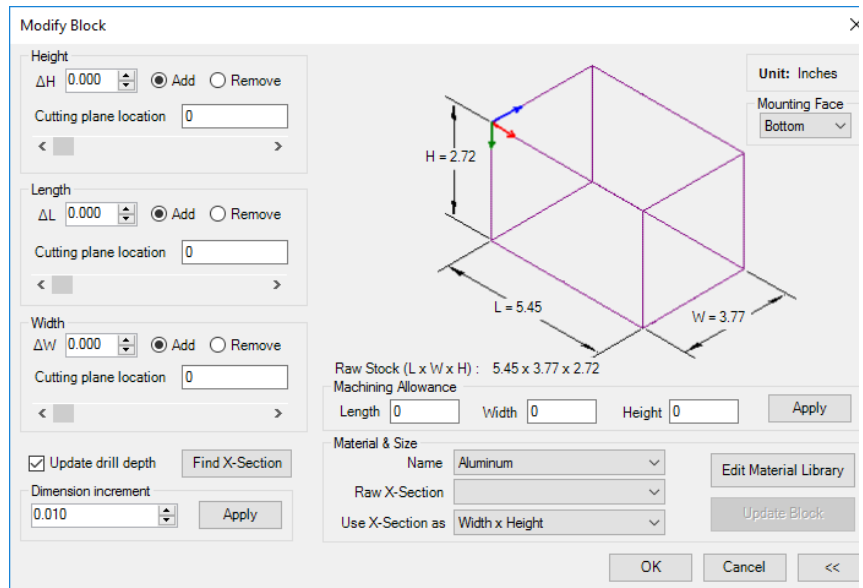 Modify Block
Height
ΔH 0.000 Add Remove
Cutting plane location 0
Length
ΔL 0.000 Add Remove
Cutting plane location 0
Width
ΔW 0.000 Add Remove
Cutting plane location 0
Update drill depth Find X-Section
Dimension increment
0.010 Apply
H = 2.72
L = 5.45
W = 3.77
Unit: Inches
Mounting Face
Bottom
Raw Stock (L x W x H) : 5.45 x 3.77 x 2.72
Machining Allowance
Length 0 Width 0 Height 0 Apply
Material & Size
Name Aluminum
Raw X-Section
Use X-Section as Width x Height
Edit Material Library
Update Block
OK Cancel <<